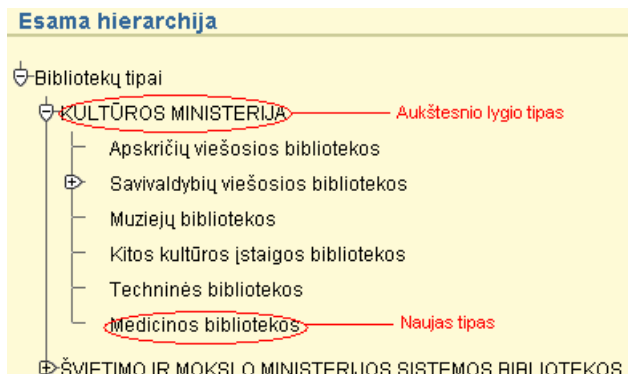 Esama hierarchija
Bibliotekų tipai
KULTŪROS MINISTERIJA Aukštesnio lygio tipas
Apskričių viešosios bibliotekos
Savivaldybių viešosios bibliotekos
Muziejų bibliotekos
Kitos kultūros įstaigos bibliotekos
Techninės bibliotekos
Medicinos bibliotekos Naujas tipas
ŠVIETIMO IR MOKSLO MINISTERIJOS SISTEMOS BIBLIOTEKOS